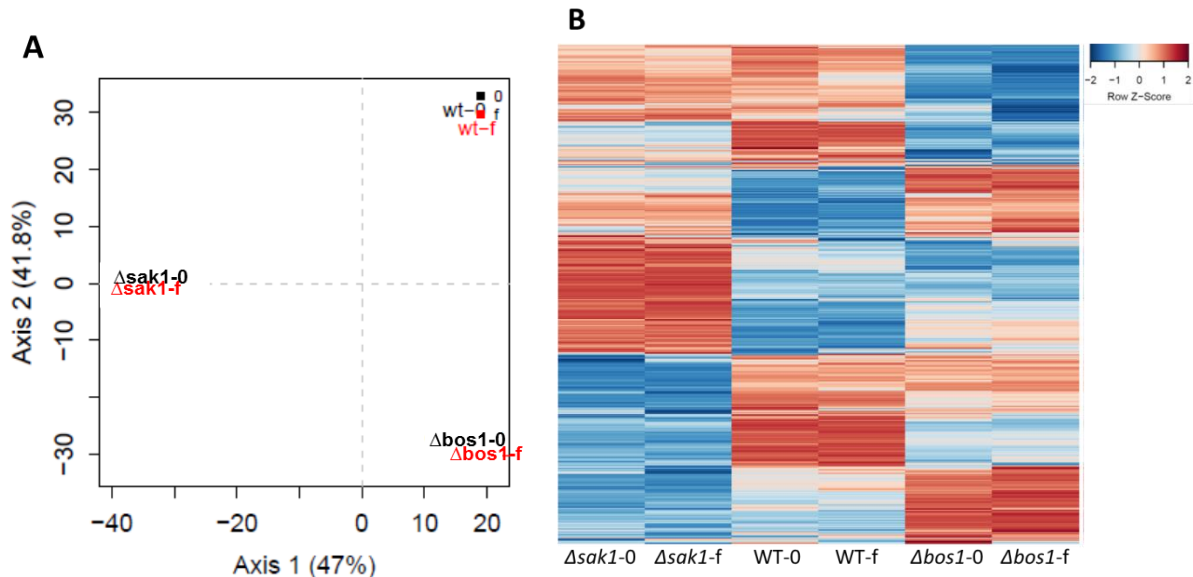 A
0
wt-0
f
wt-f
30
20
10
0
-10
-30
Axis 2 (41.8%)
Δsak1-0
Δsak1-f
Δbos1-0
Δbos1-f
-40
-20
0
10
20
Axis 1 (47%)
B
-2
-1
0
1
2
Row Z-Score
Δsak1-0 Δsak1-f WT-0 WT-f Δbos1-0 Δbos1-f